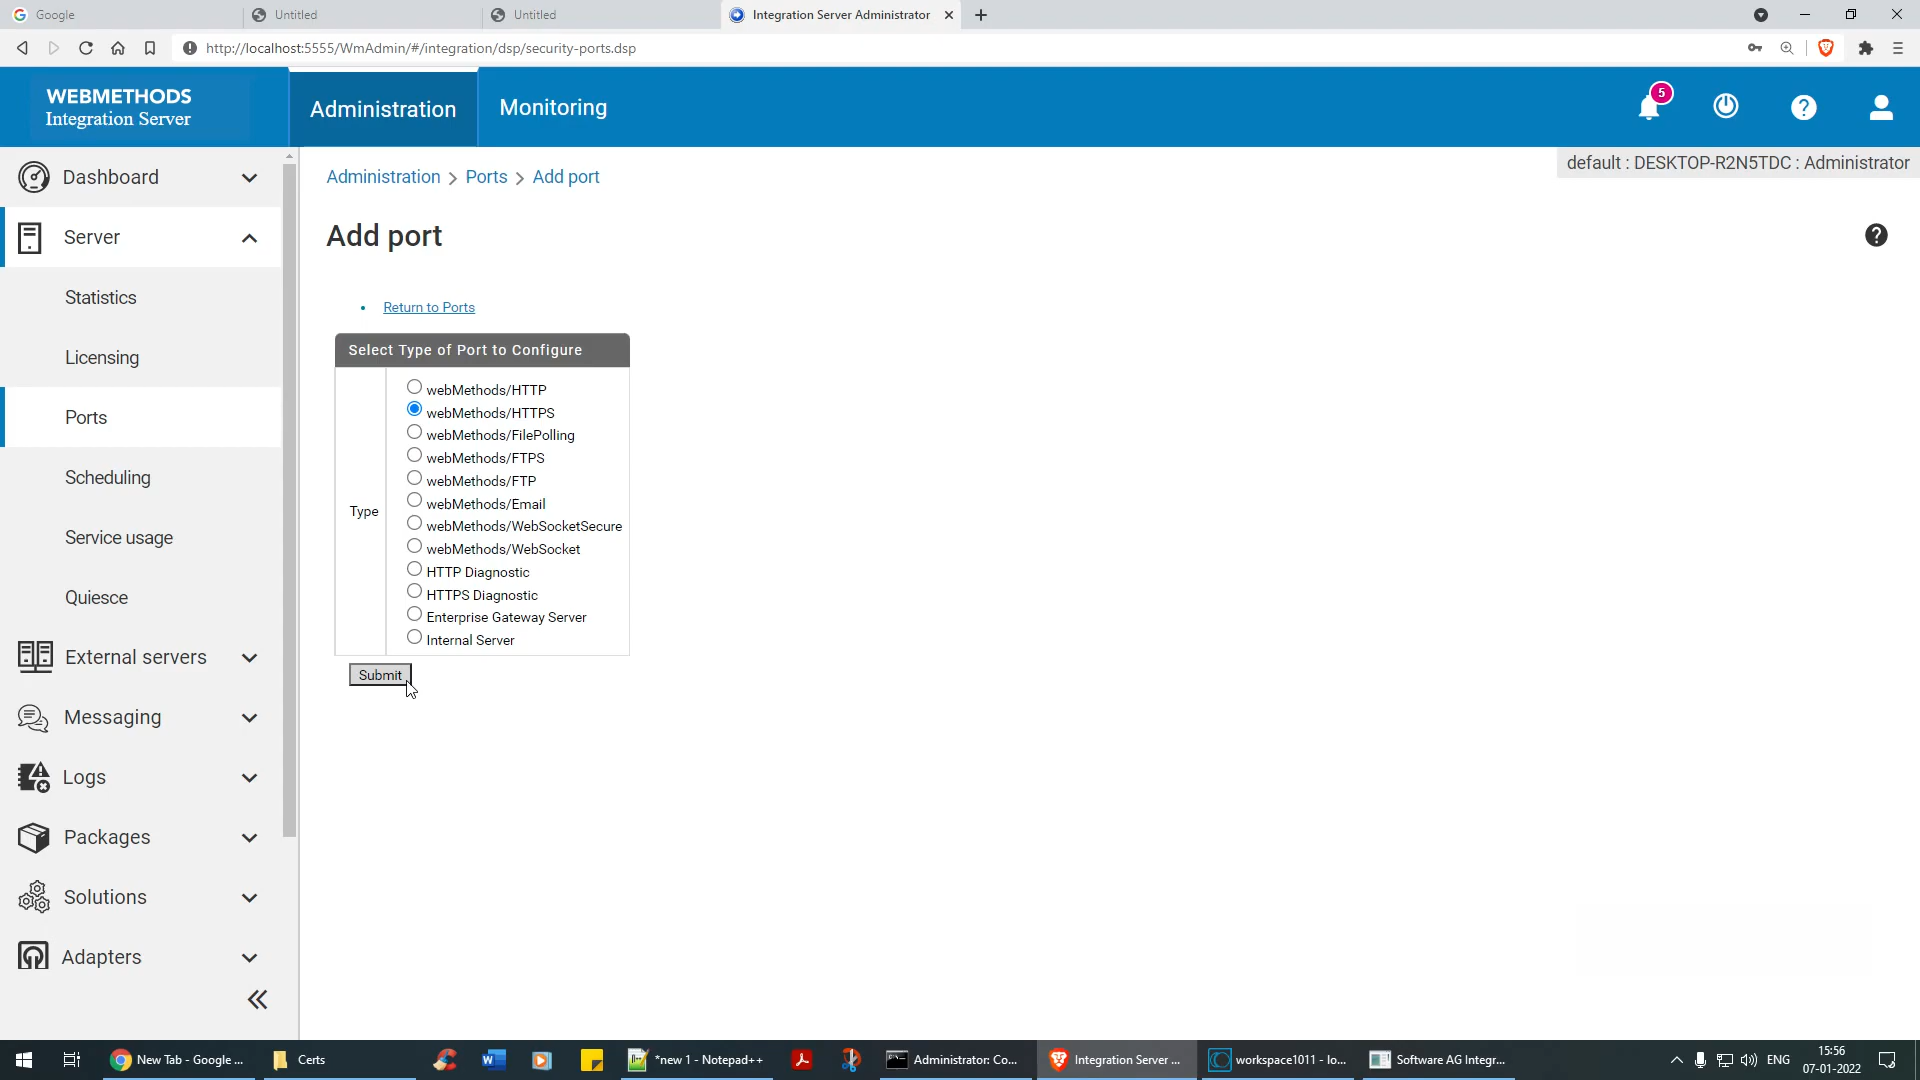 Google
Untitled
Untitled
Integration Server Administrator
http://localhost:5555/WmAdmin/#/integration/dsp/security-ports.dsp
WEBMETHODS
Integration Server
Administration
Monitoring
5
default : DESKTOP-R2N5TDC : Administrator
Dashboard
Server
Statistics
Licensing
Ports
Scheduling
Service usage
Quiesce
External servers
Messaging
Logs
Packages
Solutions
Adapters
Administration > Ports > Add port
Add port
Return to Ports
Select Type of Port to Configure
Type
webMethods/HTTP
webMethods/HTTPS
webMethods/FilePolling
webMethods/FTPS
webMethods/FTP
webMethods/Email
webMethods/WebSocketSecure
webMethods/WebSocket
HTTP Diagnostic
HTTPS Diagnostic
Enterprise Gateway Server
Internal Server
Submit
New Tab - Google ...
Certs
*new 1 - Notepad++
Administrator: Co...
Integration Server ...
workspace1011 - Io...
Software AG Integr...
ENG
15:56
07-01-2022